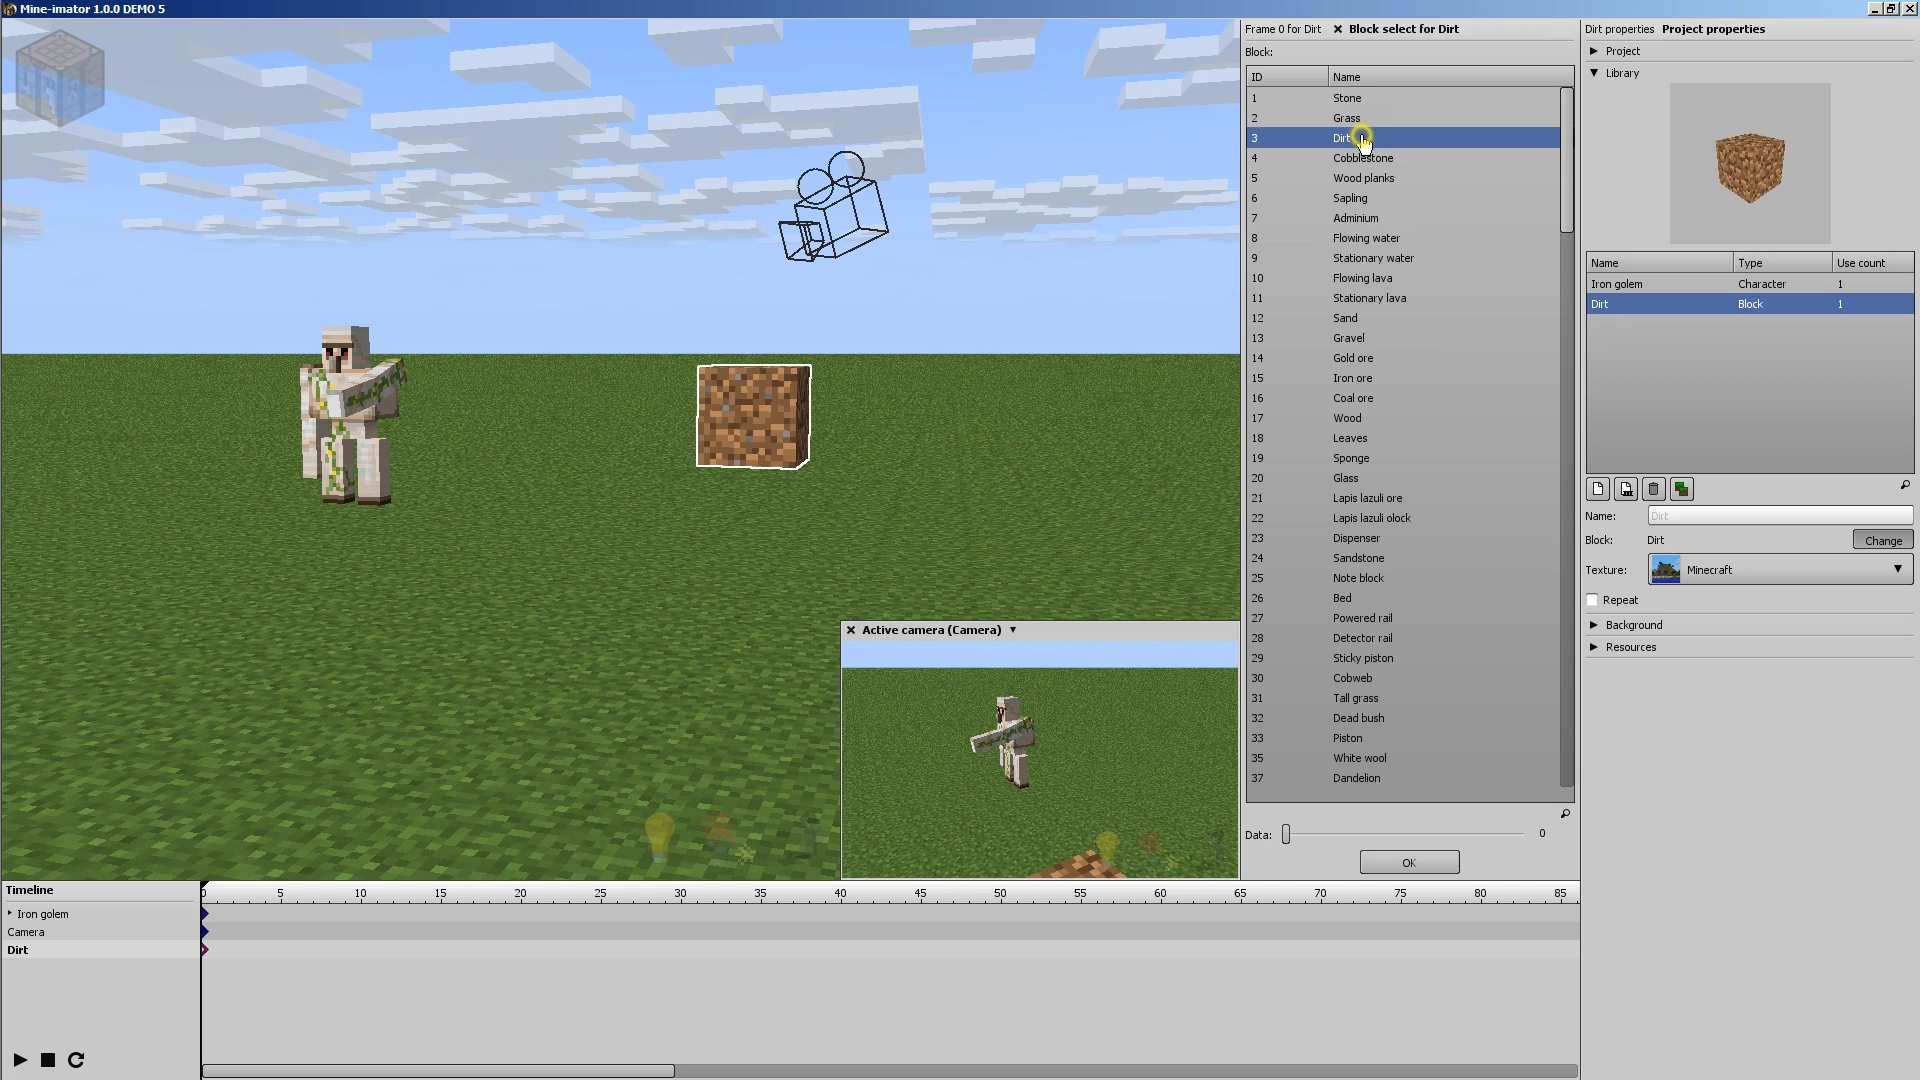 Mine-imator 1.0.0 DEMO 5
Frame 0 for Dirt
Block select for Dirt
Block:
ID Name
1 Stone
2 Grass
3 Dirt
4 Cobblestone
5 Wood planks
6 Sapling
7 Adminium
8 Flowing water
9 Stationary water
10 Flowing lava
11 Stationary lava
12 Sand
13 Gravel
14 Gold ore
15 Iron ore
16 Coal ore
17 Wood
18 Leaves
19 Sponge
20 Glass
21 Lapis lazuli ore
22 Lapis lazuli olock
23 Dispenser
24 Sandstone
25 Note block
26 Bed
27 Powered rail
28 Detector rail
29 Sticky piston
30 Cobweb
31 Tall grass
32 Dead bush
33 Piston
35 White wool
37 Dandelion
Data: 0
OK
Dirt properties Project properties
Project
Library
Name Type Use count
Iron golem Character 1
Dirt Block 1
Name: Dirt
Block: Dirt Change
Texture: Minecraft
Repeat
Background
Resources
Active camera (Camera)
Timeline
0 5 10 15 20 25 30 35 40 45 50 55 60 65 70 75 80 85
Iron golem
Camera
Dirt